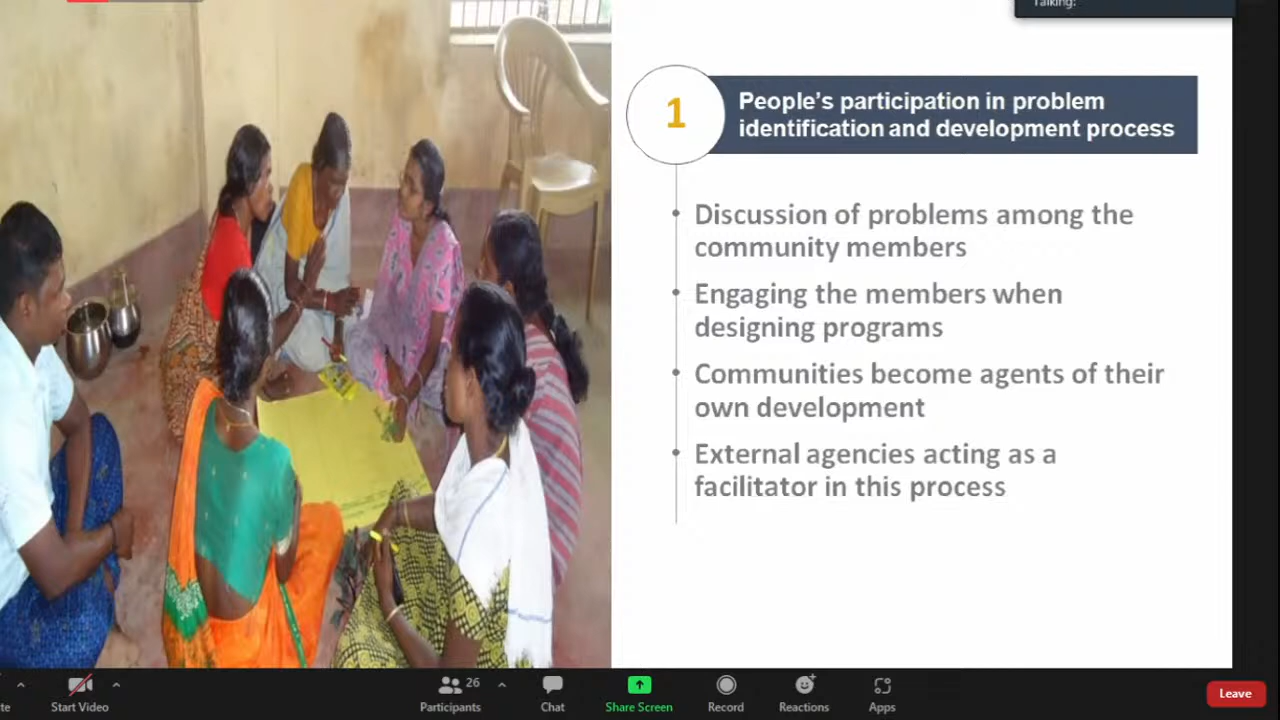 Talking:
1
People's participation in problem
identification and development process
• Discussion of problems among the
community members
• Engaging the members when
designing programs
• Communities become agents of their
own development
• External agencies acting as a
facilitator in this process
Start Video
Participants
26
Chat
Share Screen
Record
Reactions
Apps
Leave